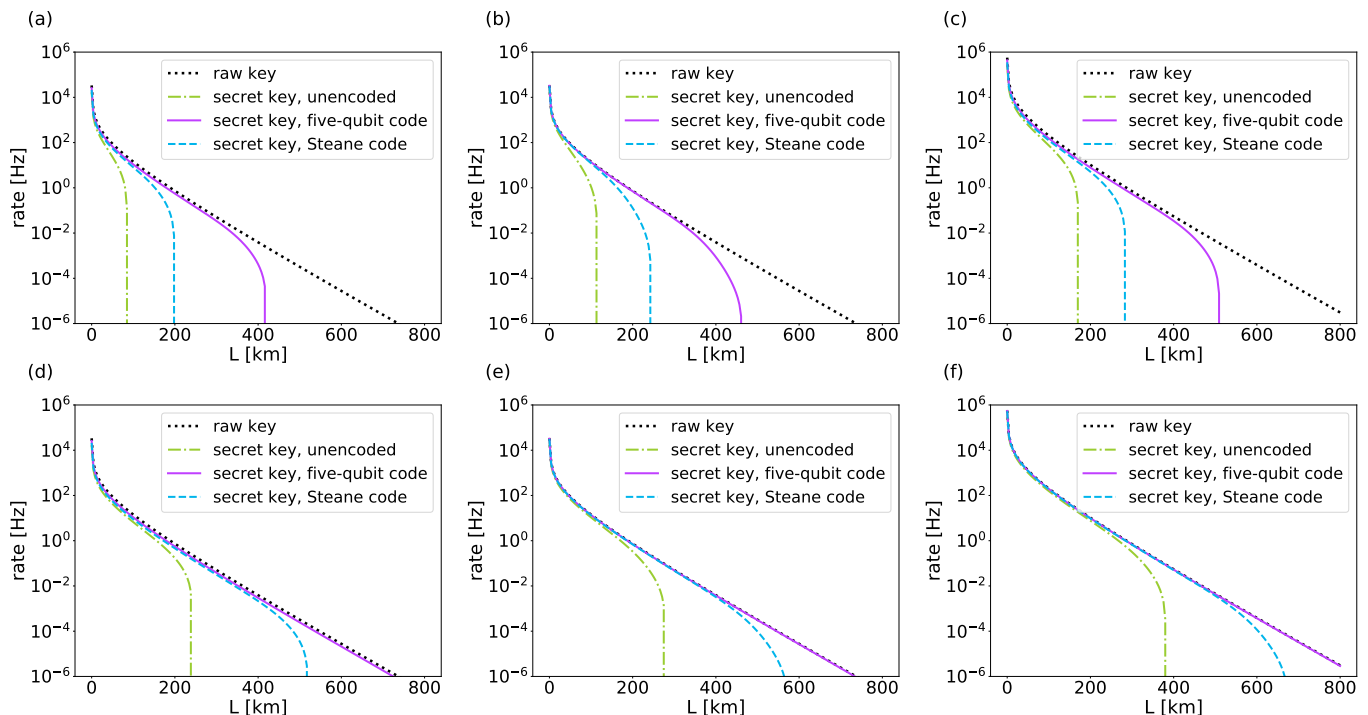 (a)
10^6
10^4
10^2
10^0
10^-2
10^-4
10^-6
rate [Hz]
raw key
secret key, unencoded
secret key, five-qubit code
secret key, Steane code
0 200 400 600 800
L [km]
(b)
10^6
10^4
10^2
10^0
10^-2
10^-4
10^-6
rate [Hz]
raw key
secret key, unencoded
secret key, five-qubit code
secret key, Steane code
0 200 400 600 800
L [km]
(c)
10^6
10^4
10^2
10^0
10^-2
10^-4
10^-6
rate [Hz]
raw key
secret key, unencoded
secret key, five-qubit code
secret key, Steane code
0 200 400 600 800
L [km]
(d)
10^6
10^4
10^2
10^0
10^-2
10^-4
10^-6
rate [Hz]
raw key
secret key, unencoded
secret key, five-qubit code
secret key, Steane code
0 200 400 600 800
L [km]
(e)
10^6
10^4
10^2
10^0
10^-2
10^-4
10^-6
rate [Hz]
raw key
secret key, unencoded
secret key, five-qubit code
secret key, Steane code
0 200 400 600 800
L [km]
(f)
10^6
10^4
10^2
10^0
10^-2
10^-4
10^-6
rate [Hz]
raw key
secret key, unencoded
secret key, five-qubit code
secret key, Steane code
0 200 400 600 800
L [km]